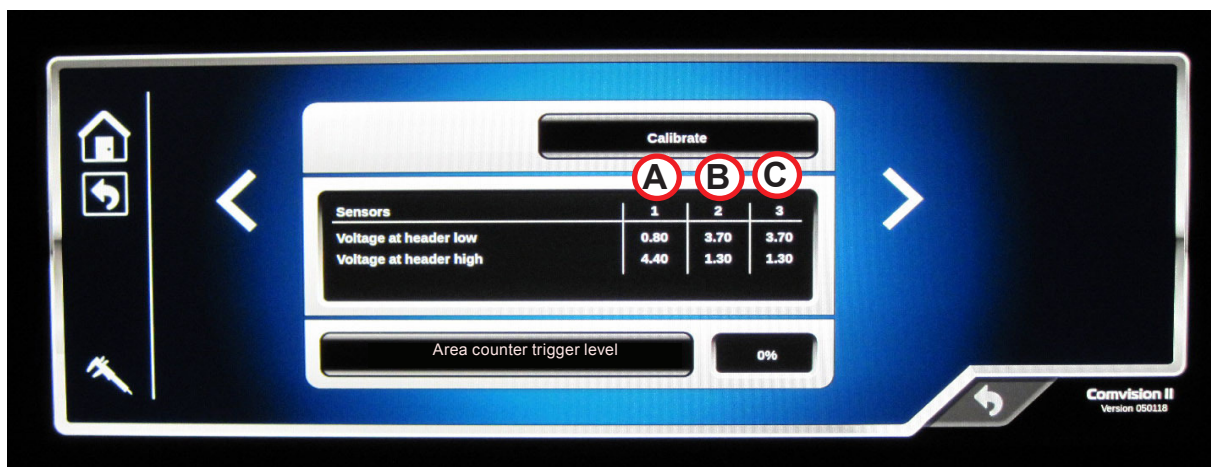 Calibrate
A B C
Sensors 1 2 3
Voltage at header low 0.80 3.70 3.70
Voltage at header high 4.40 1.30 1.30
Area counter trigger level 0%
Comvision II
Version 050118